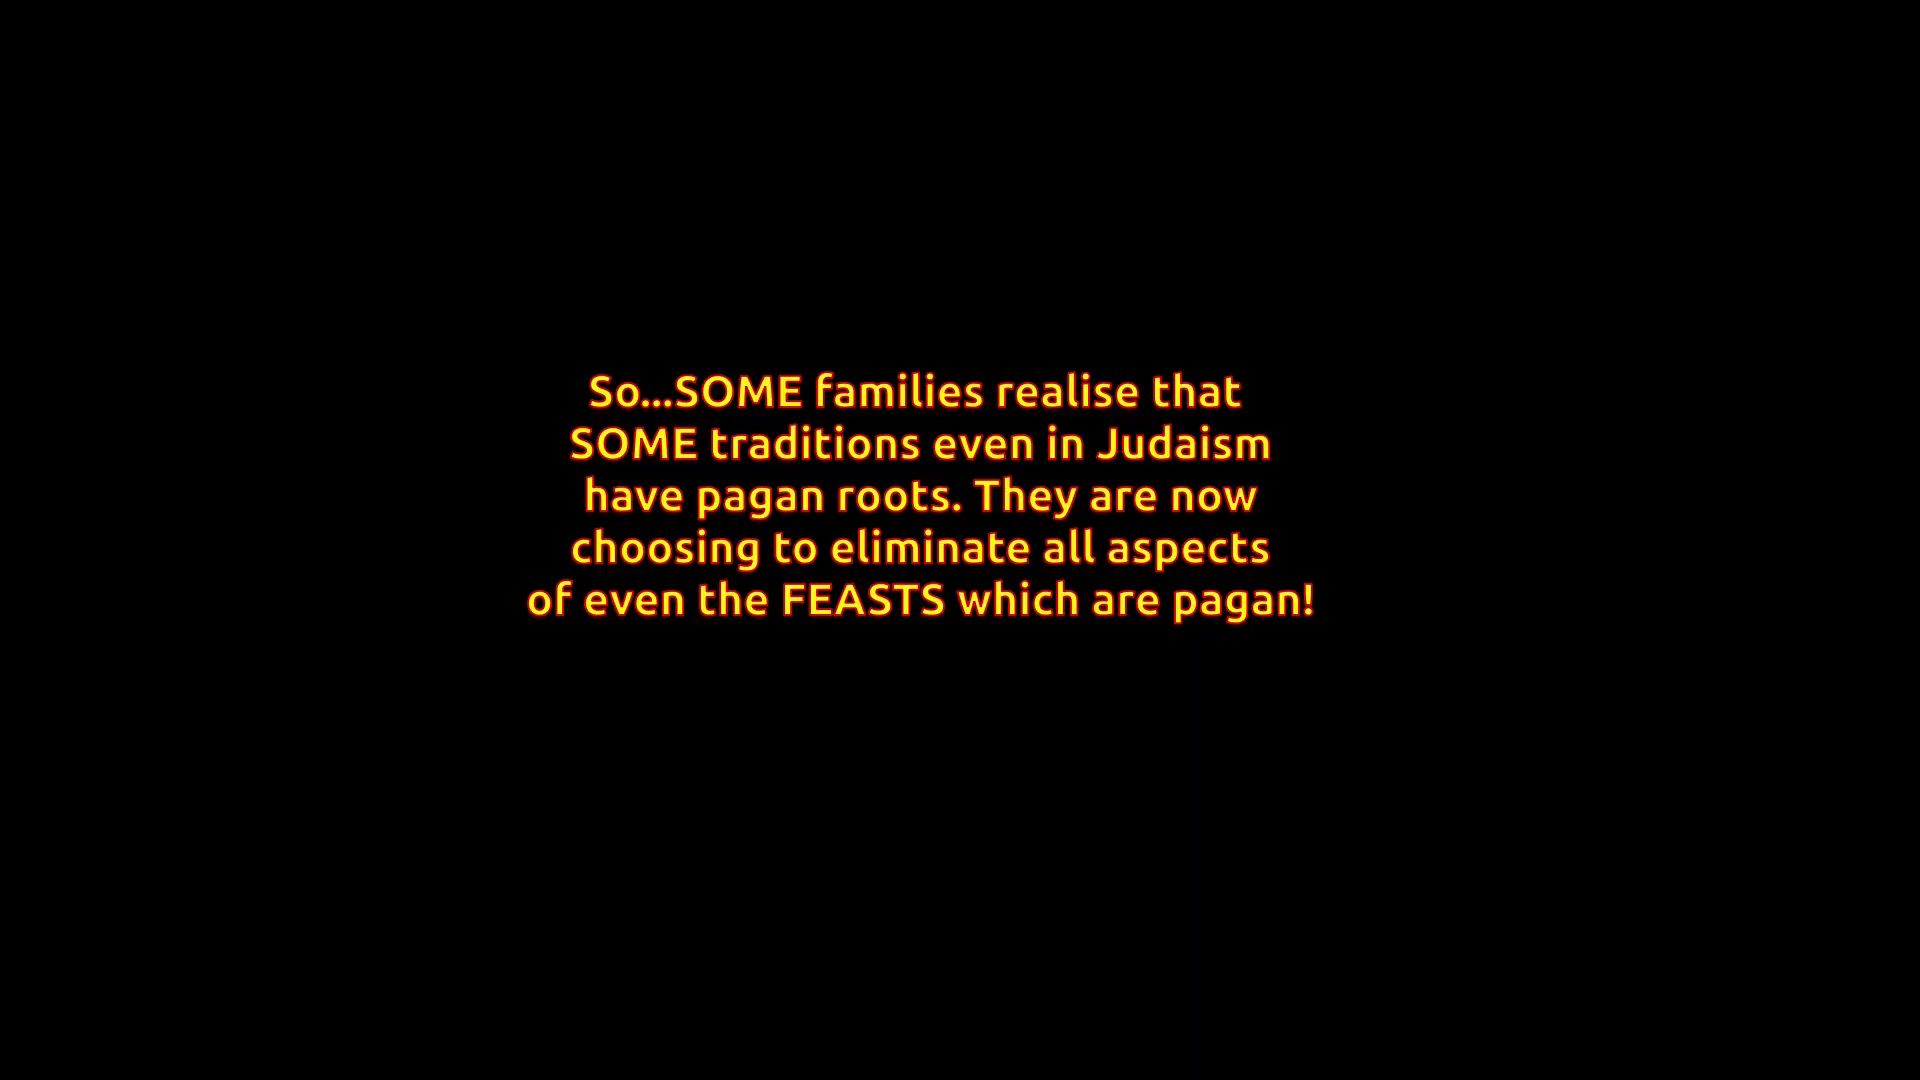 So...SOME families realise that
SOME traditions even in Judaism
have pagan roots. They are now
choosing to eliminate all aspects
of even the FEASTS which are pagan!